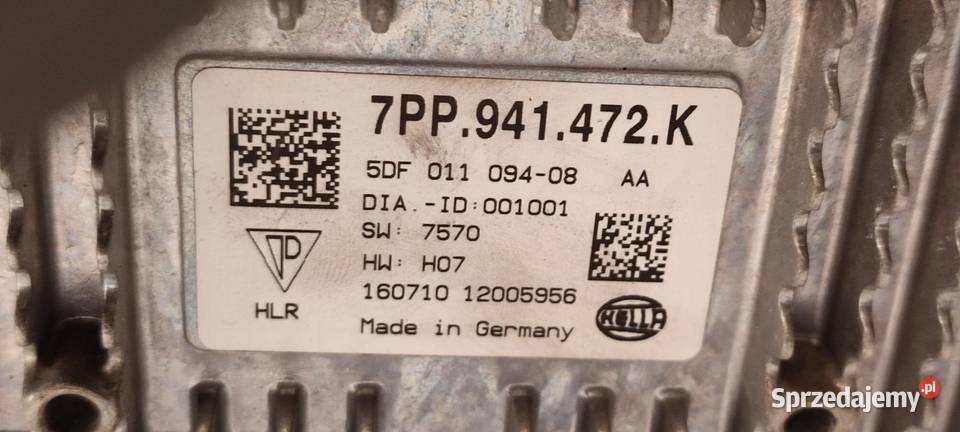 7PP.941.472.K
5DF 011 094-08 AA
DIA.-ID:001001
SW: 7570
HW: H07
160710 12005956
Made in Germany
HLR
HELLA
Sprzedajemy.pl